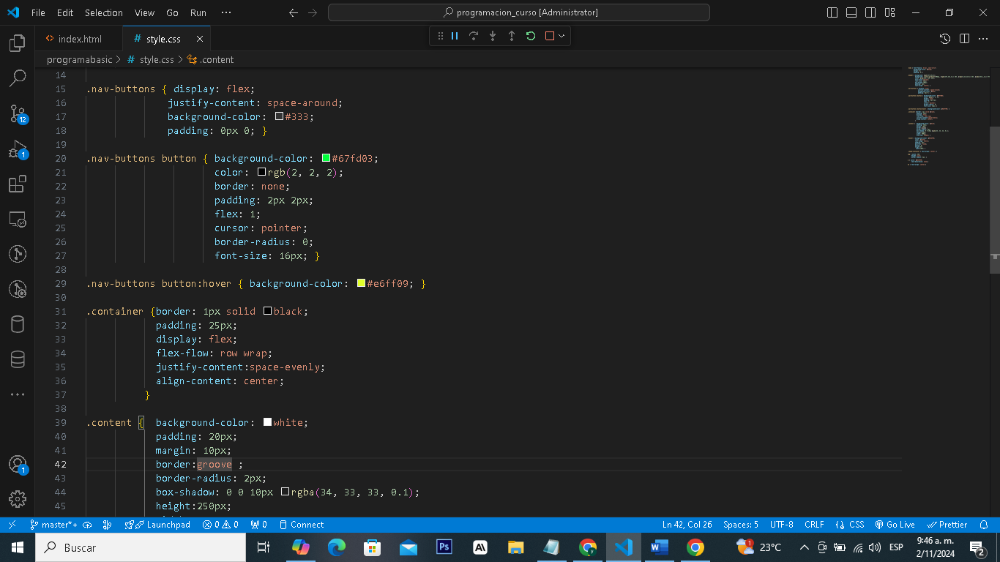 File Edit Selection View Go Run ··· programacion_curso [Administrator]
index.html # style.css
programabasic > # style.css > .content
14
15 .nav-buttons { display: flex;
16 justify-content: space-around;
17 background-color: #333;
18 padding: 0px 0; }
19
20 .nav-buttons button { background-color: #67fd03;
21 color: rgb(2, 2, 2);
22 border: none;
23 padding: 2px 2px;
24 flex: 1;
25 cursor: pointer;
26 border-radius: 0;
27 font-size: 16px; }
28
29 .nav-buttons button:hover { background-color: #e6ff09; }
30
31 .container {border: 1px solid black;
32 padding: 25px;
33 display: flex;
34 flex-flow: row wrap;
35 justify-content:space-evenly;
36 align-content: center;
37 }
38
39 .content { background-color: white;
40 padding: 20px;
41 margin: 10px;
42 border:groove ;
43 border-radius: 2px;
44 box-shadow: 0 0 10px rgba(34, 33, 33, 0.1);
45 height:250px;
12
1
1
master*+ Launchpad 0 0 0 Connect Ln 42, Col 26 Spaces: 5 UTF-8 CRLF CSS Go Live Prettier
Buscar Ps 23°C ESP 9:46 a. m.
2/11/2024 2